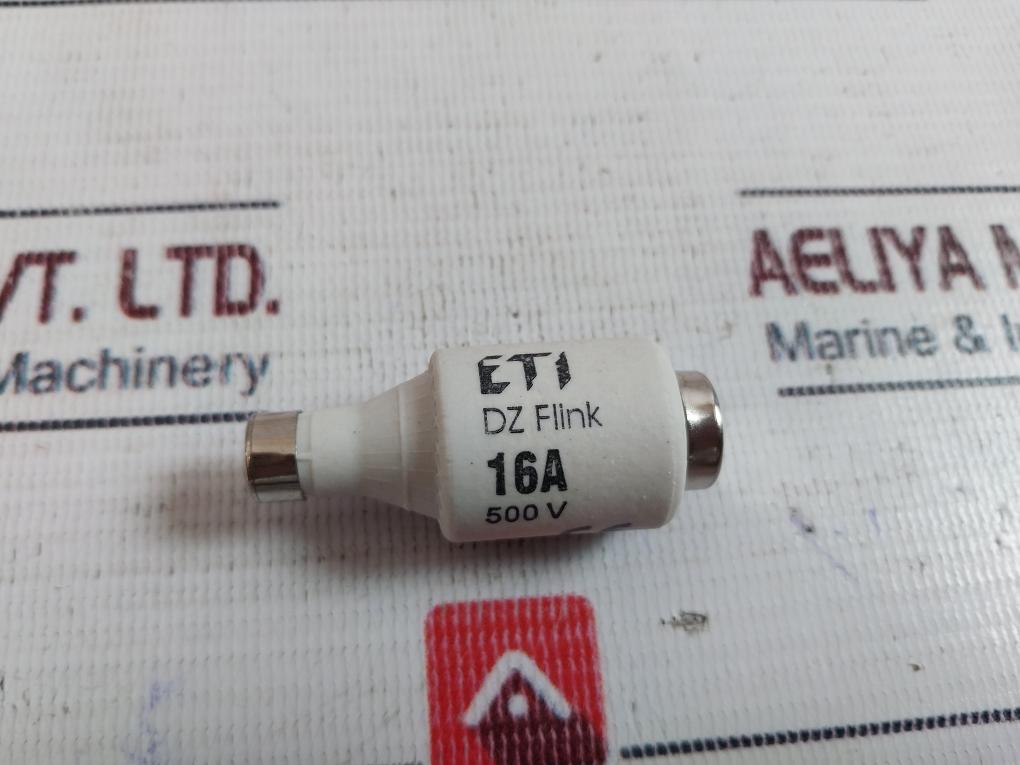 VT. LTD.
Machinery
AELIYA M
Marine & I
ETI
DZ Flink
16A
500 V